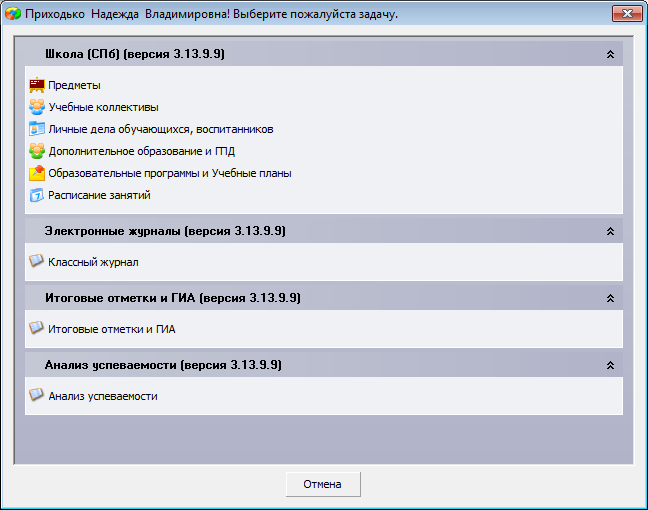 Приходько Надежда Владимировна! Выберите пожалуйста задачу.
Школа (СПб) (версия 3.13.9.9)
Предметы
Учебные коллективы
Личные дела обучающихся, воспитанников
Дополнительное образование и ГПД
Образовательные программы и Учебные планы
Расписание занятий
Электронные журналы (версия 3.13.9.9)
Классный журнал
Итоговые отметки и ГИА (версия 3.13.9.9)
Итоговые отметки и ГИА
Анализ успеваемости (версия 3.13.9.9)
Анализ успеваемости
Отмена